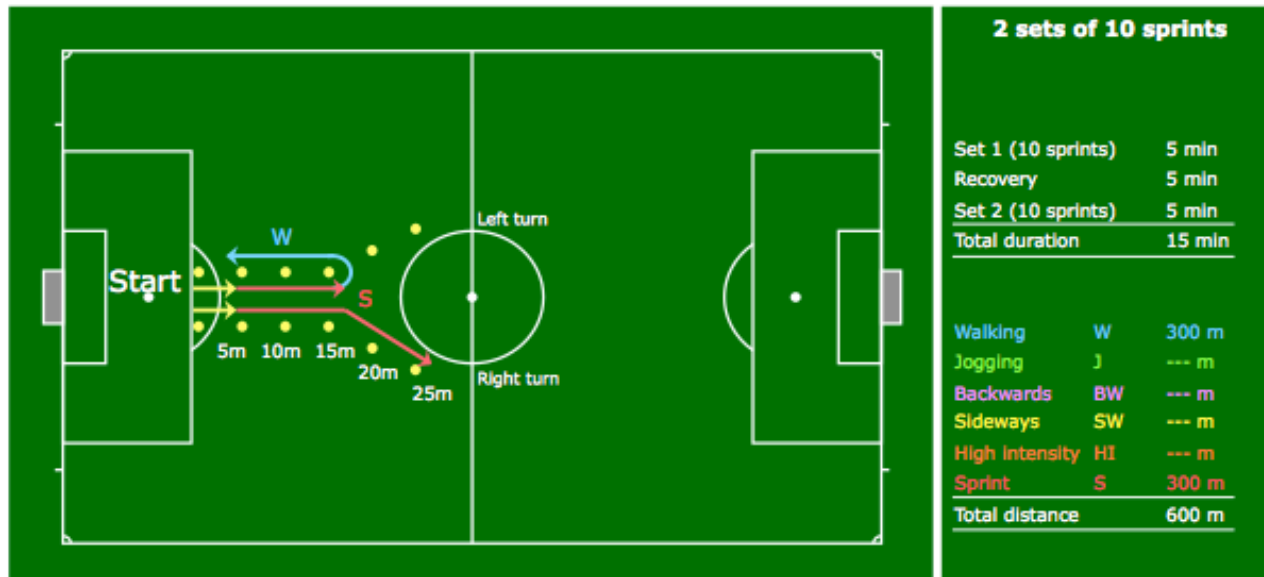 2 sets of 10 sprints
Set 1 (10 sprints) 5 min
Recovery 5 min
Set 2 (10 sprints) 5 min
Total duration 15 min
Left turn
W
Start
S
5m 10m 15m
20m
25m
Right turn
Walking W 300 m
Jogging J --- m
Backwards BW --- m
Sideways SW --- m
High intensity HI --- m
Sprint S 300 m
Total distance 600 m